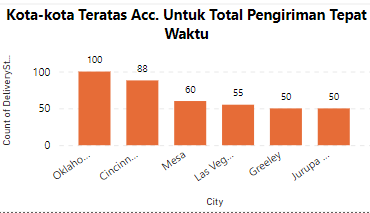 Kota-kota Teratas Acc. Untuk Total Pengiriman Tepat
Waktu
Count of DeliverySt...
100
50
0
100
88
60
55
50
50
Oklaho...
Cincinn...
Mesa
Las Veg...
Greeley
Jurupa ...
City